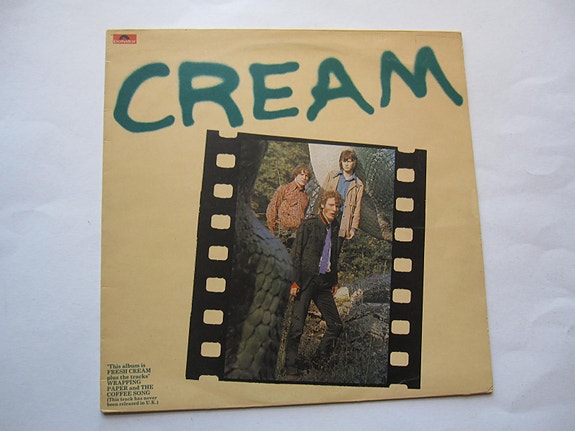 CREAM
'This album is
FRESH CREAM
plus the tracks'
WRAPPING
PAPER and THE
COFFEE SONG
(This track has never
been released in U.K.)